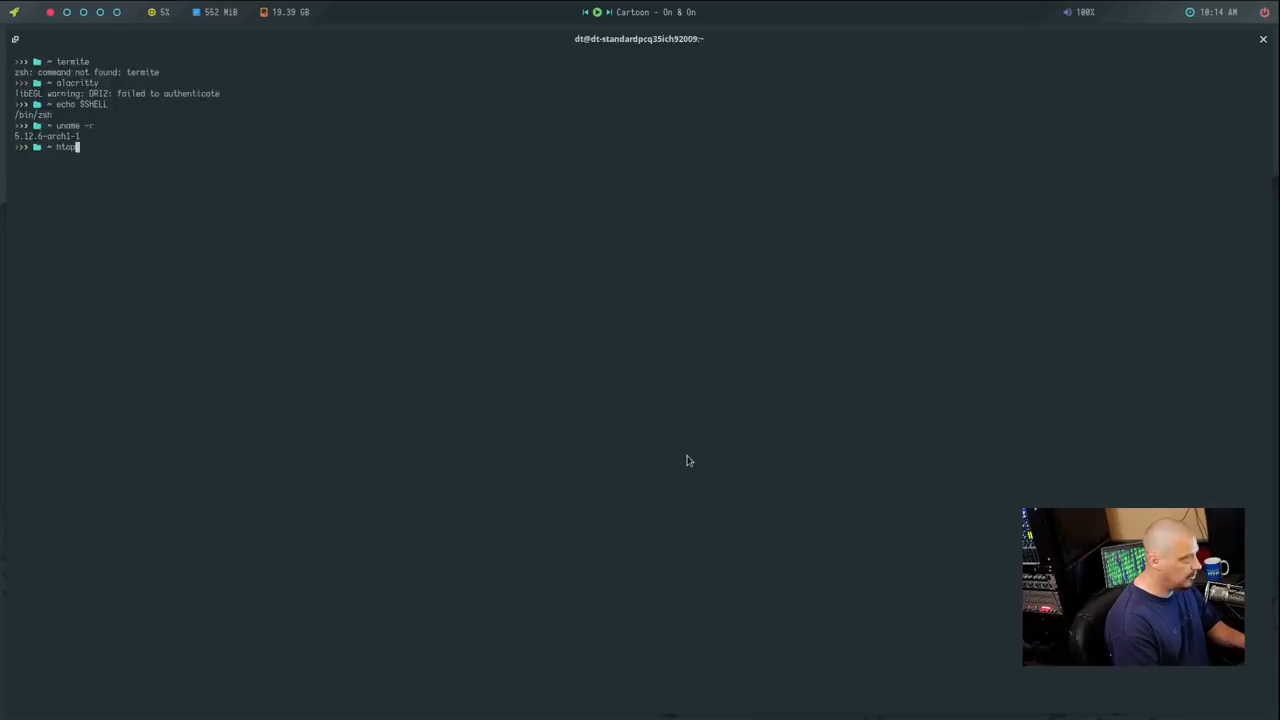 5% 552 MiB 19.39 GB Cartoon - On & On 100% 10:14 AM
dt@dt-standardpcq35ich92009:~
>>> ~ termite
zsh: command not found: termite
>>> ~ alacritty
libEGL warning: DRI2: failed to authenticate
>>> ~ echo $SHELL
/bin/zsh
>>> ~ uname -r
5.12.6-arch1-1
>>> ~ htop